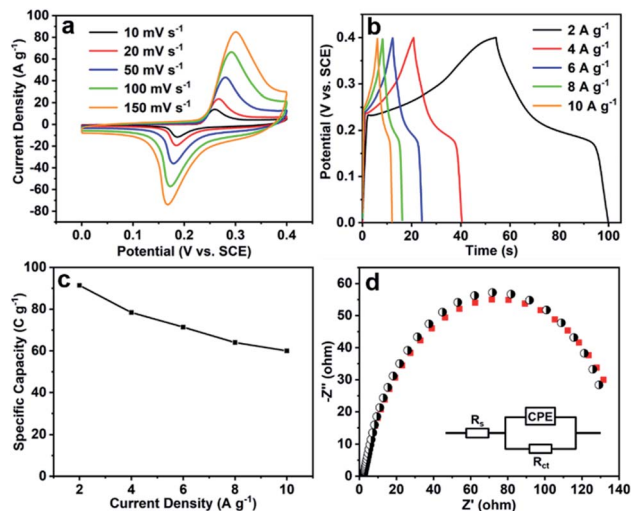 a
10 mV s⁻¹
20 mV s⁻¹
50 mV s⁻¹
100 mV s⁻¹
150 mV s⁻¹
Current Density (A g⁻¹)
100
80
60
40
20
0
-20
-40
-60
-80
0.0 0.1 0.2 0.3 0.4
Potential (V vs. SCE)
b
2 A g⁻¹
4 A g⁻¹
6 A g⁻¹
8 A g⁻¹
10 A g⁻¹
Potential (V vs. SCE)
0.4
0.3
0.2
0.1
0.0
0 20 40 60 80 100
Time (s)
c
Specific Capacity (C g⁻¹)
100
80
60
40
20
0
2 4 6 8 10
Current Density (A g⁻¹)
d
-Z'' (ohm)
-60
-50
-40
-30
-20
-10
0
Rs
CPE
Rct
0 20 40 60 80 100 120 140
Z' (ohm)